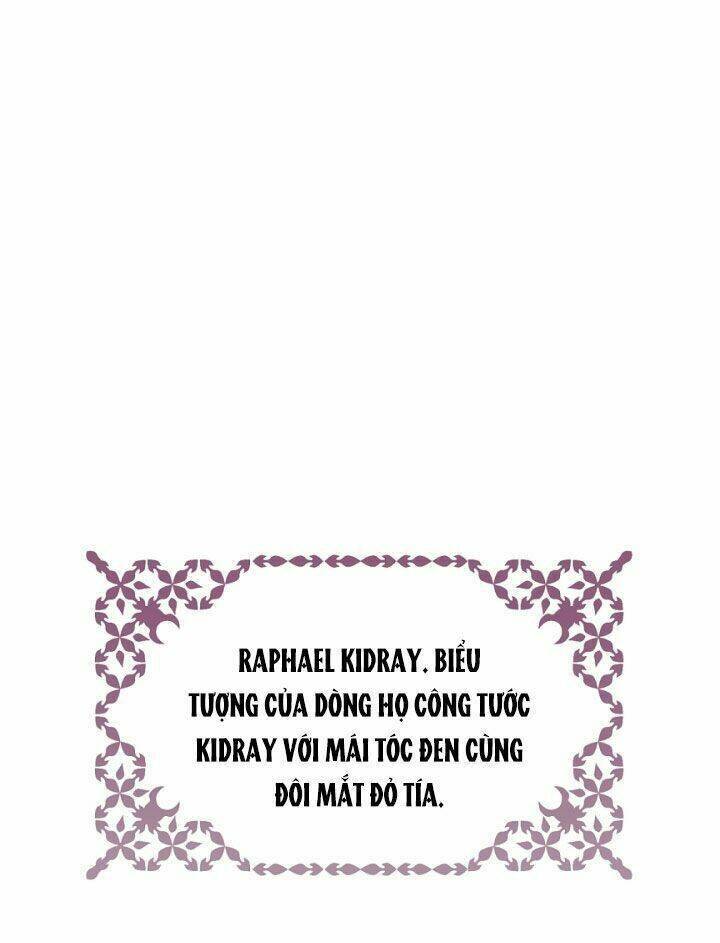 RAPHAEL KIDRAY. BIỂU
TƯỢNG CỦA DÒNG HỌ CÔNG TƯỚC
KIDRAY VỚI MÁI TÓC ĐEN CÙNG
ĐÔI MẮT ĐỎ TÍA.